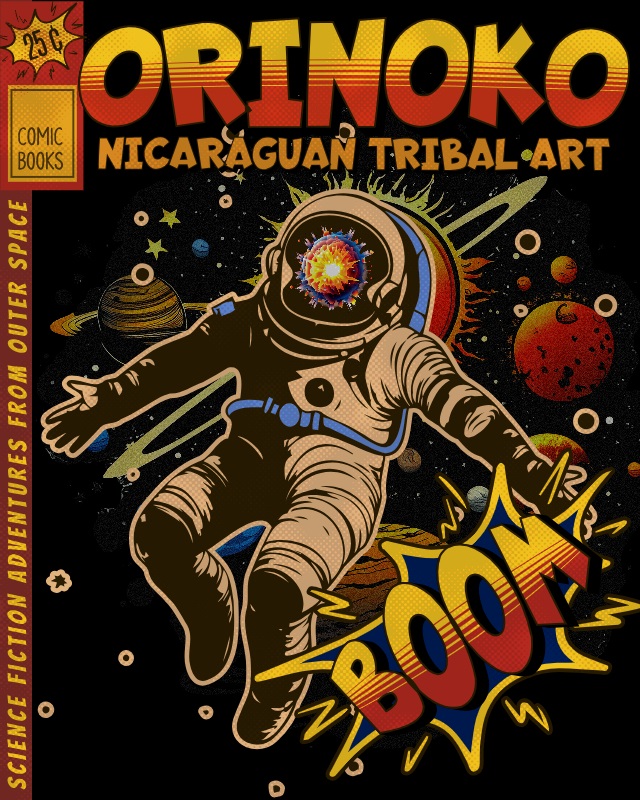 25 ¢
COMIC
BOOKS
ORINOKO
NICARAGUAN TRIBAL ART
SCIENCE FICTION ADVENTURES FROM OUTER SPACE
BOOM